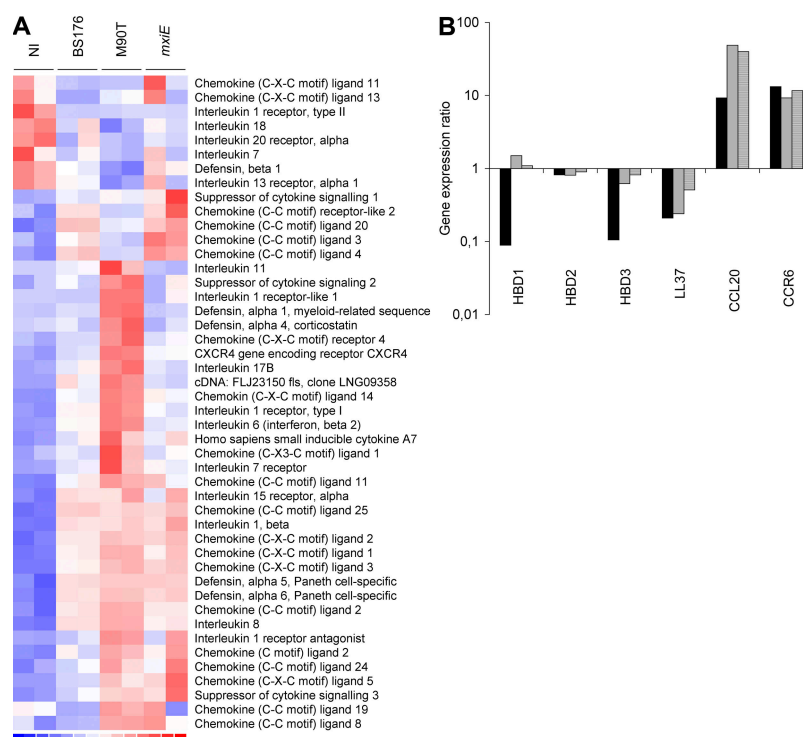 A
NI
BS176
M90T
mxiE
Chemokine (C-X-C motif) ligand 11
Chemokine (C-X-C motif) ligand 13
Interleukin 1 receptor, type II
Interleukin 18
Interleukin 20 receptor, alpha
Interleukin 7
Defensin, beta 1
Interleukin 13 receptor, alpha 1
Suppressor of cytokine signalling 1
Chemokine (C-C motif) receptor-like 2
Chemokine (C-C motif) ligand 20
Chemokine (C-C motif) ligand 3
Chemokine (C-C motif) ligand 4
Interleukin 11
Suppressor of cytokine signaling 2
Interleukin 1 receptor-like 1
Defensin, alpha 1, myeloid-related sequence
Defensin, alpha 4, corticostatin
Chemokine (C-X-C motif) receptor 4
CXCR4 gene encoding receptor CXCR4
Interleukin 17B
cDNA: FLJ23150 fls, clone LNG09358
Chemokin (C-X-C motif) ligand 14
Interleukin 1 receptor, type I
Interleukin 6 (interferon, beta 2)
Homo sapiens small inducible cytokine A7
Chemokine (C-X3-C motif) ligand 1
Interleukin 7 receptor
Chemokine (C-C motif) ligand 11
Interleukin 15 receptor, alpha
Chemokine (C-C motif) ligand 25
Interleukin 1, beta
Chemokine (C-X-C motif) ligand 2
Chemokine (C-X-C motif) ligand 1
Chemokine (C-X-C motif) ligand 3
Defensin, alpha 5, Paneth cell-specific
Defensin, alpha 6, Paneth cell-specific
Chemokine (C-C motif) ligand 2
Interleukin 8
Interleukin 1 receptor antagonist
Chemokine (C motif) ligand 2
Chemokine (C-C motif) ligand 24
Chemokine (C-X-C motif) ligand 5
Suppressor of cytokine signalling 3
Chemokine (C-C motif) ligand 19
Chemokine (C-C motif) ligand 8
B
Gene expression ratio
100
10
1
0,1
0,01
HBD1
HBD2
HBD3
LL37
CCL20
CCR6